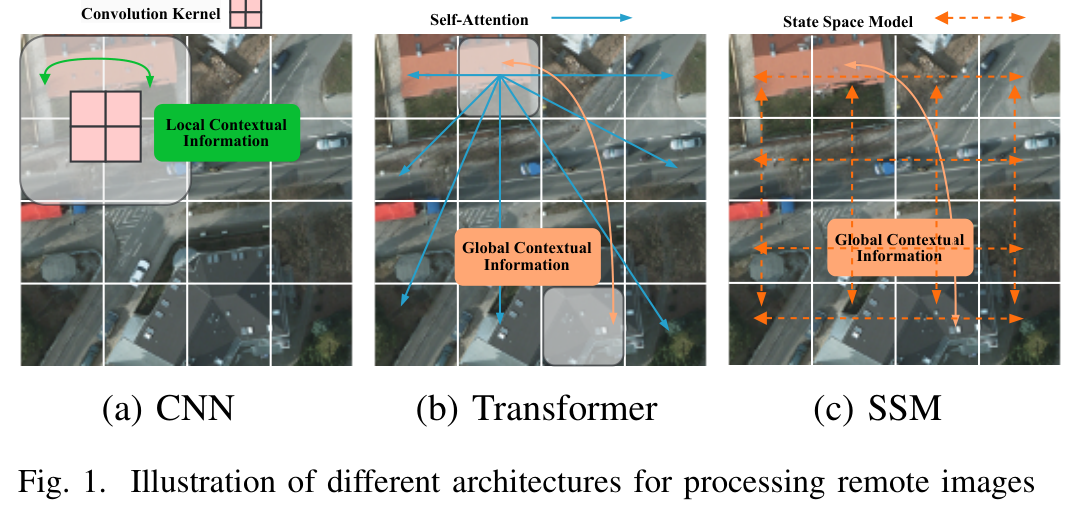 Convolution Kernel
Self-Attention
State Space Model
Local Contextual
Information
Global Contextual
Information
Global Contextual
Information
(a) CNN
(b) Transformer
(c) SSM
Fig. 1. Illustration of different architectures for processing remote images